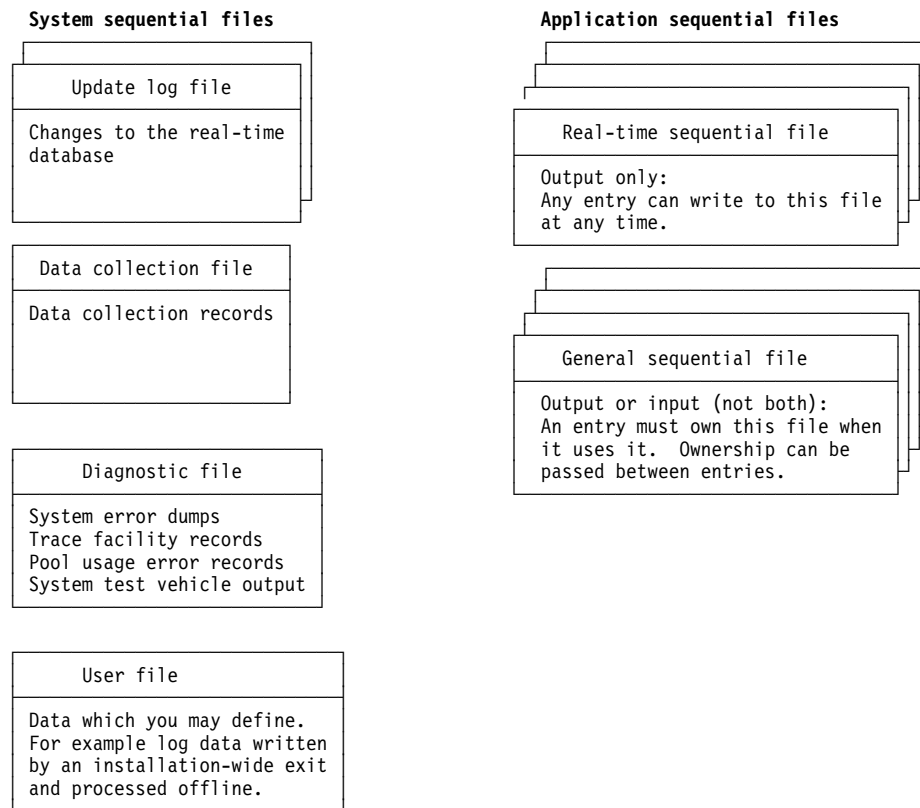 System sequential files
Update log file
Changes to the real-time
database
Data collection file
Data collection records
Diagnostic file
System error dumps
Trace facility records
Pool usage error records
System test vehicle output
User file
Data which you may define.
For example log data written
by an installation-wide exit
and processed offline.
Application sequential files
Real-time sequential file
Output only:
Any entry can write to this file
at any time.
General sequential file
Output or input (not both):
An entry must own this file when
it uses it. Ownership can be
passed between entries.